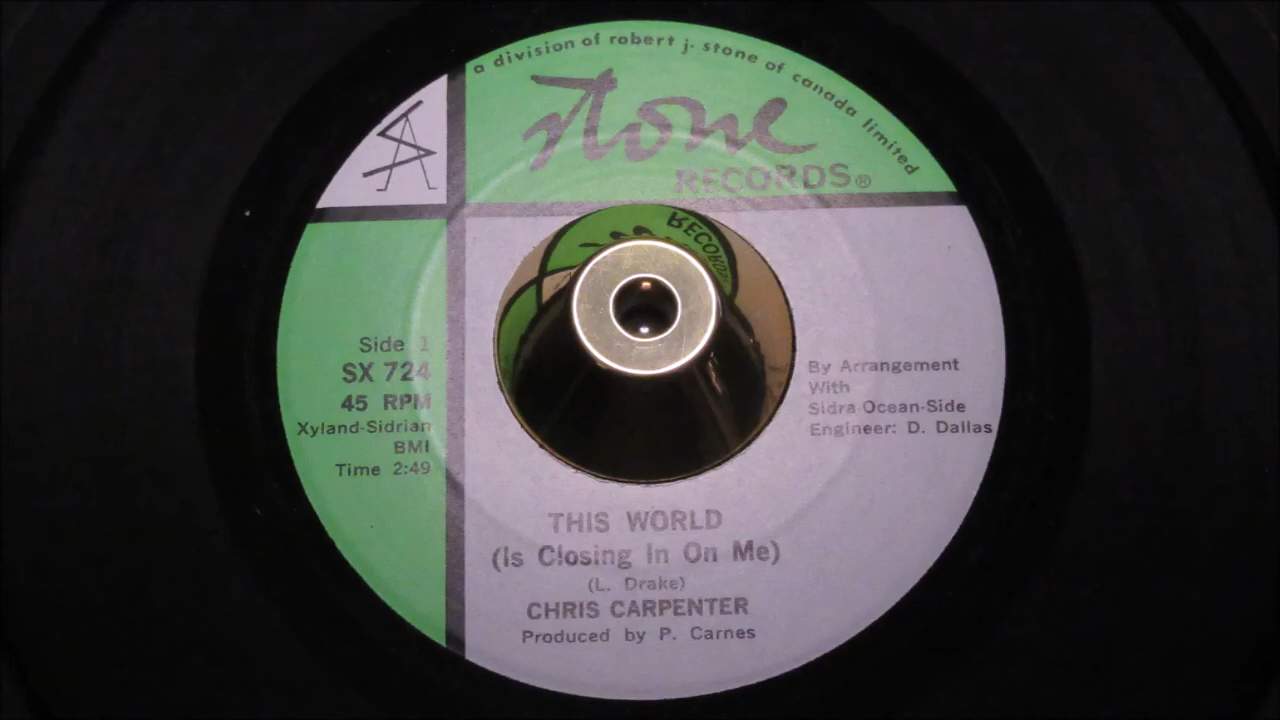 a division of robert j. stone of canada limited
stone
RECORDS®
RECORDS
Side 1
SX 724
45 RPM
Xyland-Sidrian
BMI
Time 2:49
By Arrangement
With
Sidra-Ocean-Side
Engineer: D. Dallas
THIS WORLD
(Is Closing In On Me)
(L. Drake)
CHRIS CARPENTER
Produced by P. Carnes